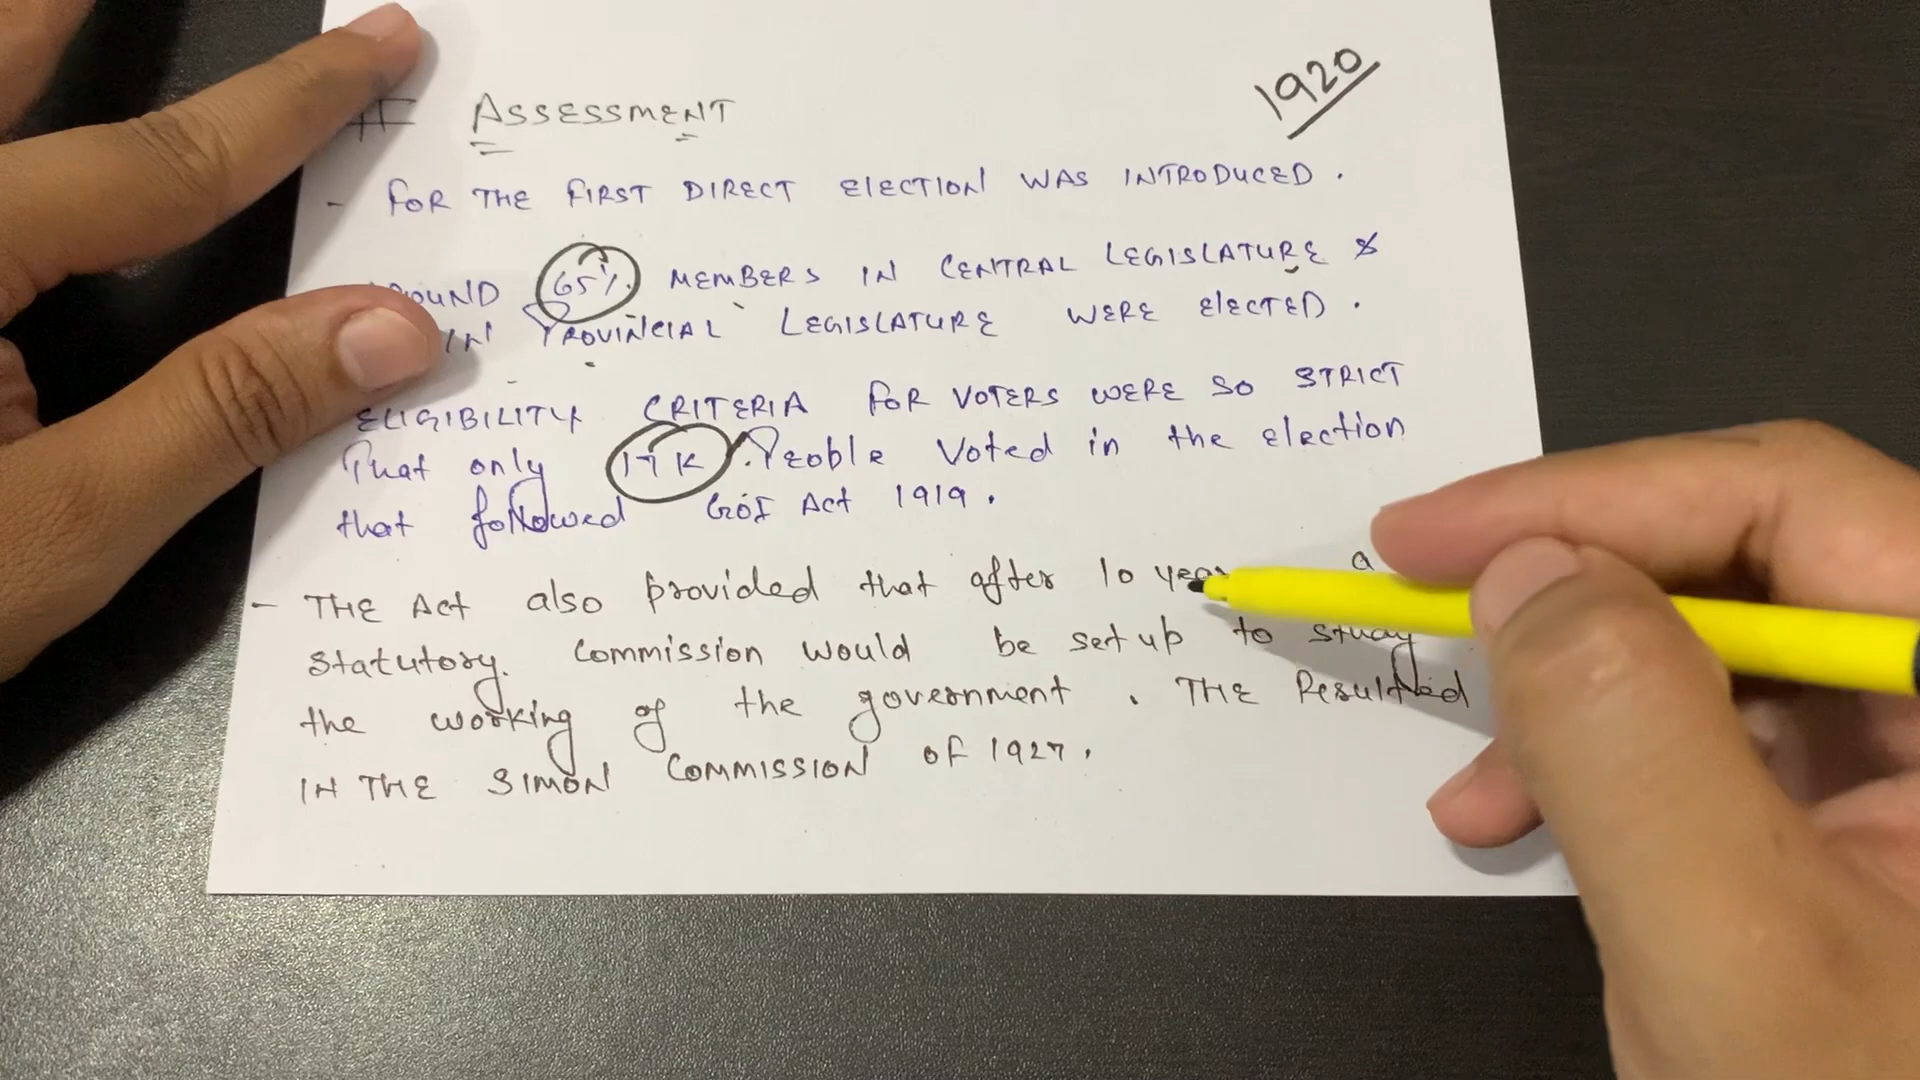 1920
# ASSESSMENT
- FOR THE FIRST DIRECT ElECTION WAS INTRODUCED.
65% MEMBERS IN CENTRAL LEGISLATURE &
IN PROVINCIAL LEGISLATURE WERE ElECTED.
ELIGIBILITY CRITERIA FOR VOTERS WERE SO STRICT
That only 17K People Voted in the election
that followed GOI Act 1919.
- THE Act also provided that after 10 a
statutory. Commission would be set up to study
the working of the government. THE Resulted
IN THE SIMON COMMISSION OF 1927.